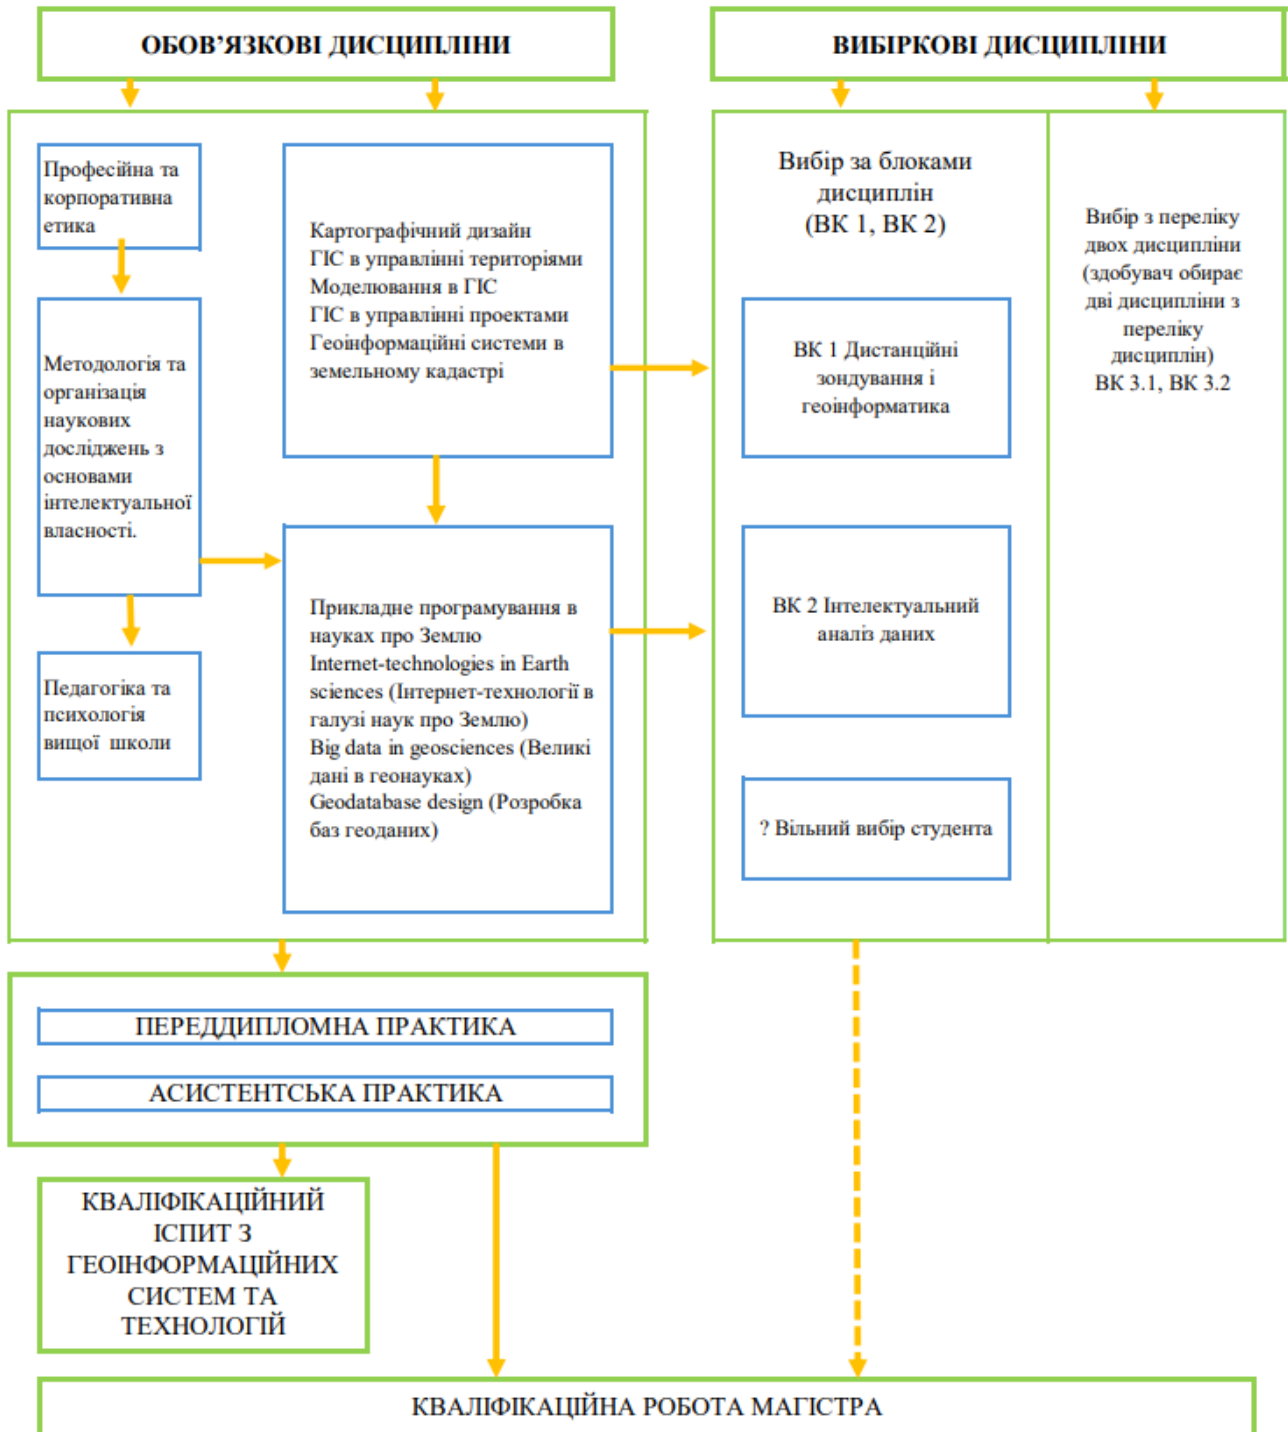 ОБОВ’ЯЗКОВІ ДИСЦИПЛІНИ
ВИБІРКОВІ ДИСЦИПЛІНИ
Професійна та
корпоративна
етика
Методологія та
організація
наукових
досліджень з
основами
інтелектуальної
власності.
Педагогіка та
психологія
вищої школи
Картографічний дизайн
ГІС в управлінні територіями
Моделювання в ГІС
ГІС в управлінні проектами
Геоінформаційні системи в
земельному кадастрі
Прикладне програмування в
науках про Землю
Internet-technologies in Earth
sciences (Інтернет-технології в
галузі наук про Землю)
Big data in geosciences (Великі
дані в геонауках)
Geodatabase design (Розробка
баз геоданих)
Вибір за блоками
дисциплін
(ВК 1, ВК 2)
ВК 1 Дистанційні
зондування і
геоінформатика
ВК 2 Інтелектуальний
аналіз даних
? Вільний вибір студента
Вибір з переліку
двох дисципліни
(здобувач обирає
дві дисципліни з
переліку
дисциплін)
ВК 3.1, ВК 3.2
ПЕРЕДДИПЛОМНА ПРАКТИКА
АСИСТЕНТСЬКА ПРАКТИКА
КВАЛІФІКАЦІЙНИЙ
ІСПИТ З
ГЕОІНФОРМАЦІЙНИХ
СИСТЕМ ТА
ТЕХНОЛОГІЙ
КВАЛІФІКАЦІЙНА РОБОТА МАГІСТРА